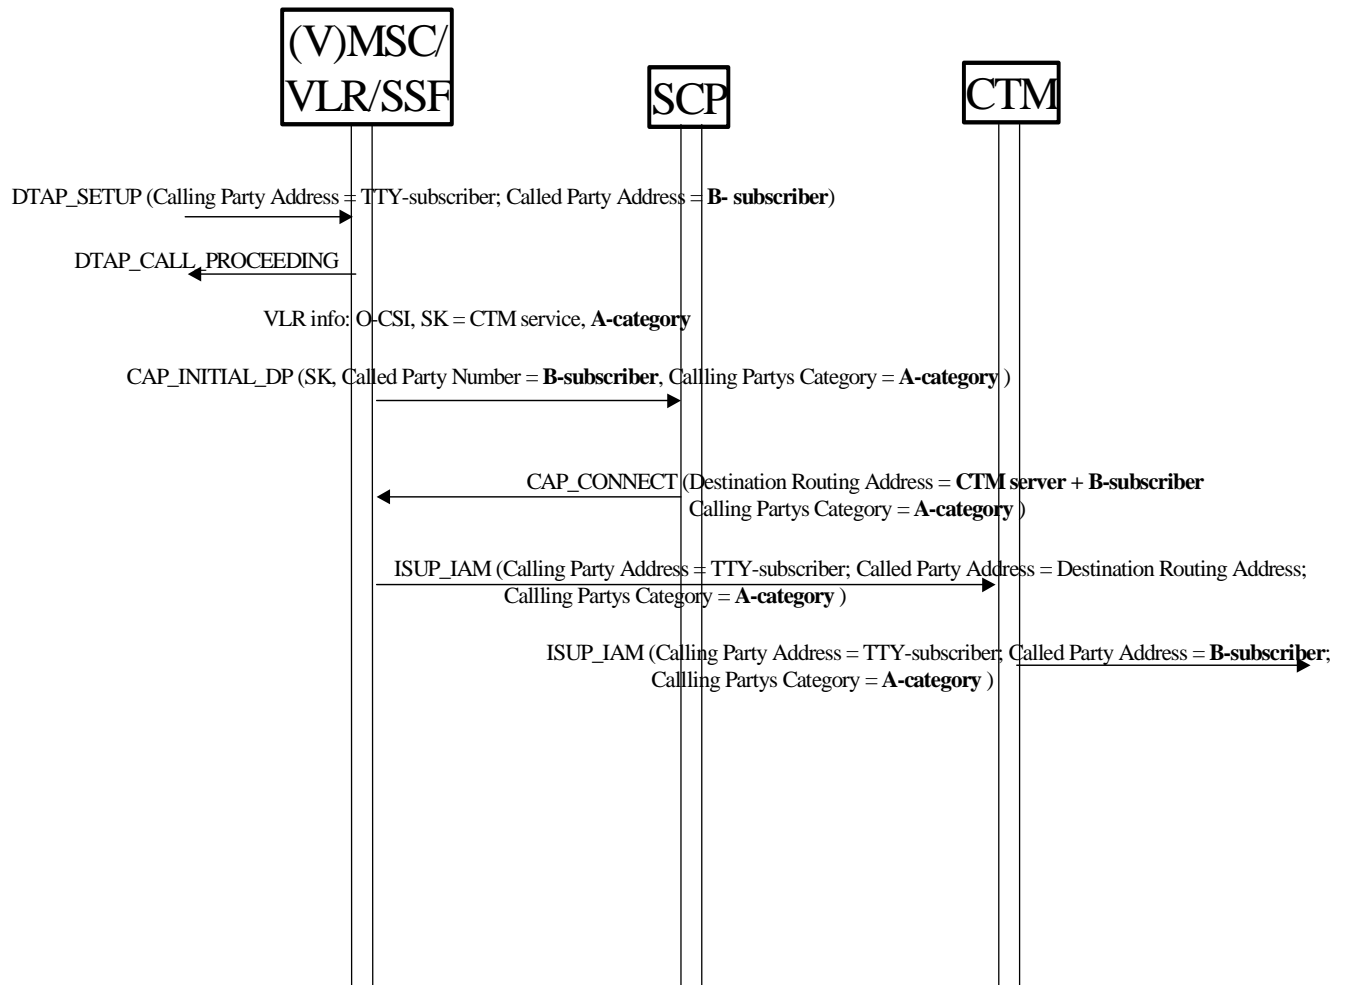 (V)MSC/
VLR/SSF
SCP
CTM
DTAP_SETUP (Calling Party Address = TTY-subscriber; Called Party Address = B- subscriber)
DTAP_CALL_PROCEEDING
VLR info: O-CSI, SK = CTM service, A-category
CAP_INITIAL_DP (SK, Called Party Number = B-subscriber, Callling Partys Category = A-category )
CAP_CONNECT (Destination Routing Address = CTM server + B-subscriber
Calling Partys Category = A-category )
ISUP_IAM (Calling Party Address = TTY-subscriber; Called Party Address = Destination Routing Address;
Callling Partys Category = A-category )
ISUP_IAM (Calling Party Address = TTY-subscriber; Called Party Address = B-subscriber;
Callling Partys Category = A-category )